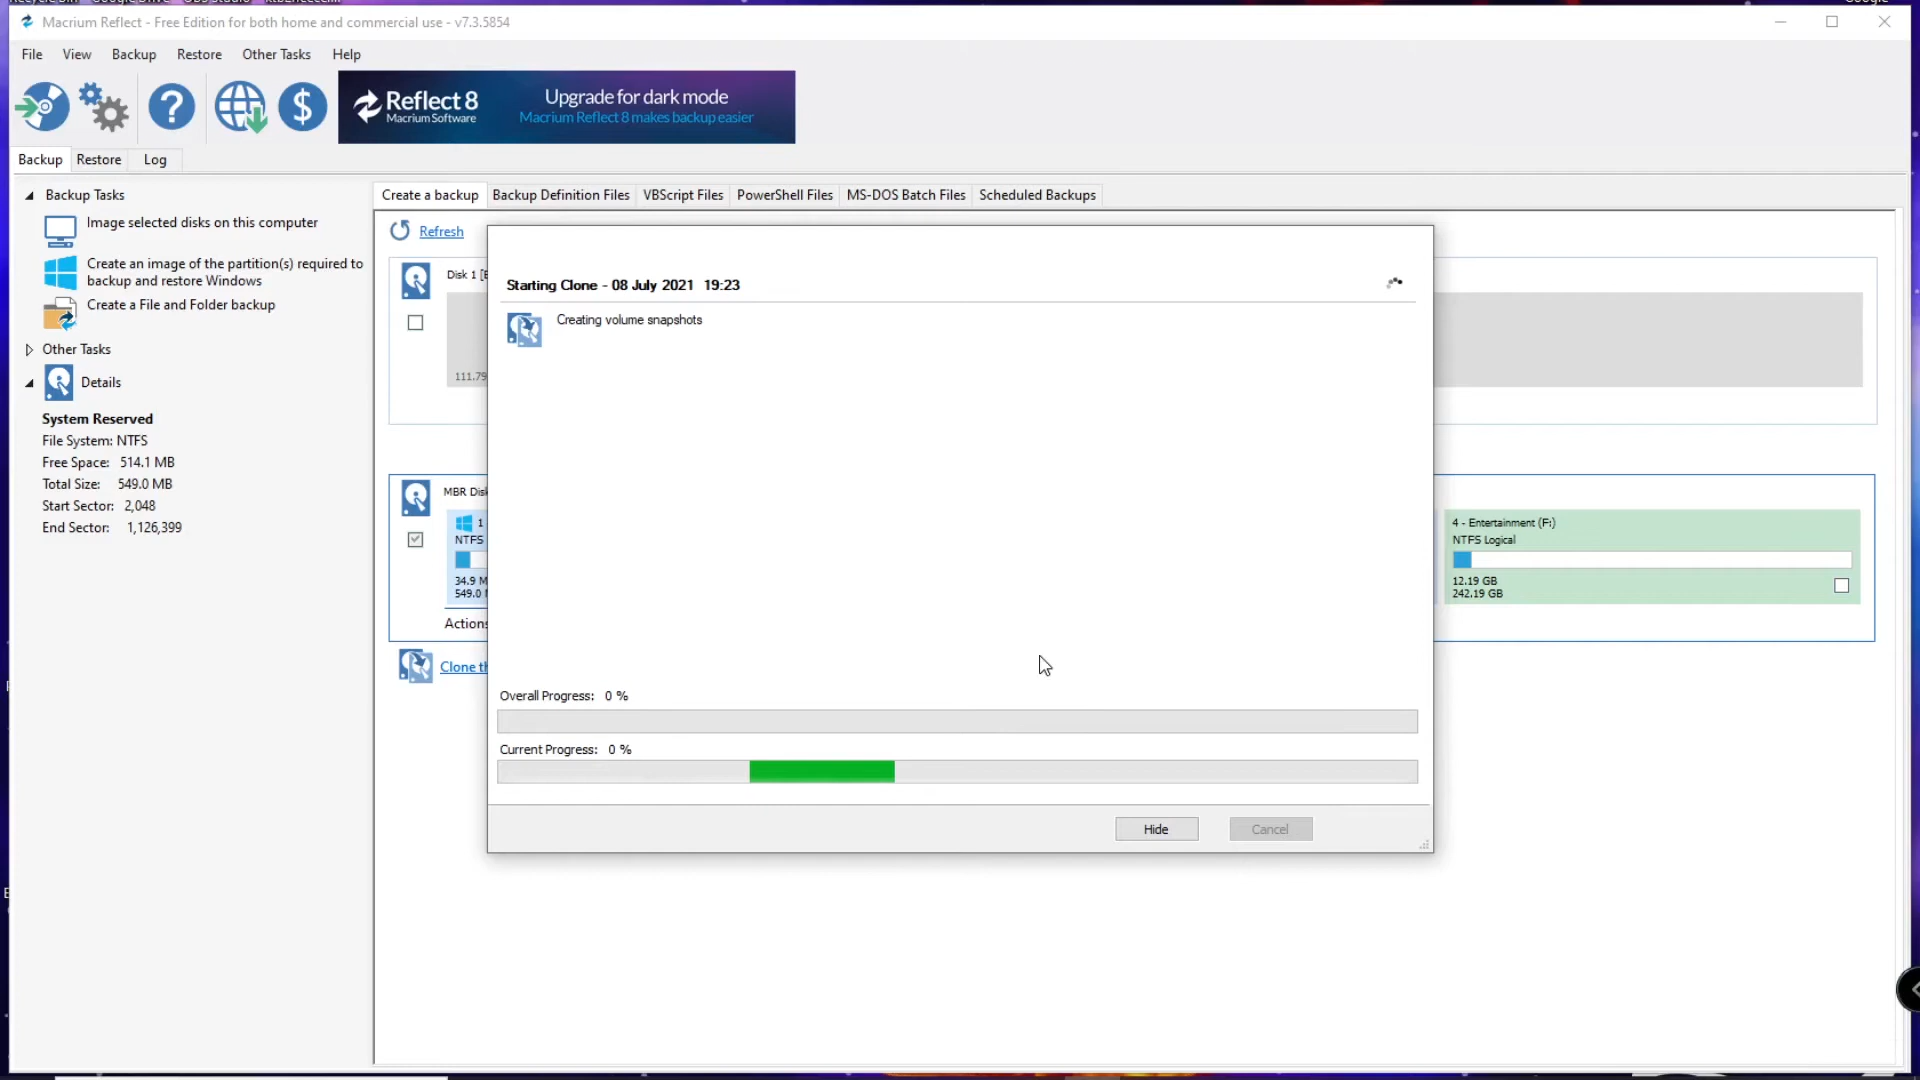 Macrium Reflect - Free Edition for both home and commercial use - v7.3.5854
File View Backup Restore Other Tasks Help
Reflect 8
Macrium Software
Upgrade for dark mode
Macrium Reflect 8 makes backup easier
Backup Restore Log
Backup Tasks
Image selected disks on this computer
Create an image of the partition(s) required to
backup and restore Windows
Create a File and Folder backup
Other Tasks
Details
System Reserved
File System: NTFS
Free Space: 514.1 MB
Total Size: 549.0 MB
Start Sector: 2,048
End Sector: 1,126,399
Create a backup Backup Definition Files VBScript Files PowerShell Files MS-DOS Batch Files Scheduled Backups
Refresh
Disk 1
111.79
MBR Disk
1
NTFS
34.9 M
549.0
Actions
Clone th
Starting Clone - 08 July 2021 19:23
Creating volume snapshots
Overall Progress: 0 %
Current Progress: 0 %
Hide Cancel
4 - Entertainment (F:)
NTFS Logical
12.19 GB
242.19 GB